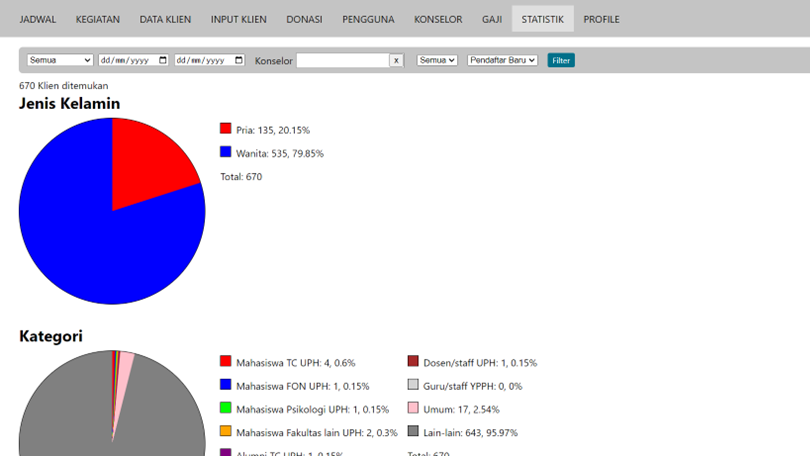 JADWAL KEGIATAN DATA KLIEN INPUT KLIEN DONASI PENGGUNA KONSELOR GAJI STATISTIK PROFILE
Semua dd/mm/yyyy dd/mm/yyyy Konselor x Semua Pendaftar Baru Filter
670 Klien ditemukan
Jenis Kelamin
Pria: 135, 20.15%
Wanita: 535, 79.85%
Total: 670
Kategori
Mahasiswa TC UPH: 4, 0.6%
Mahasiswa FON UPH: 1, 0.15%
Mahasiswa Psikologi UPH: 1, 0.15%
Mahasiswa Fakultas lain UPH: 2, 0.3%
Alumni TC UPH: 1, 0.15%
Dosen/staff UPH: 1, 0.15%
Guru/staff YPPH: 0, 0%
Umum: 17, 2.54%
Lain-lain: 643, 95.97%
Total: 670